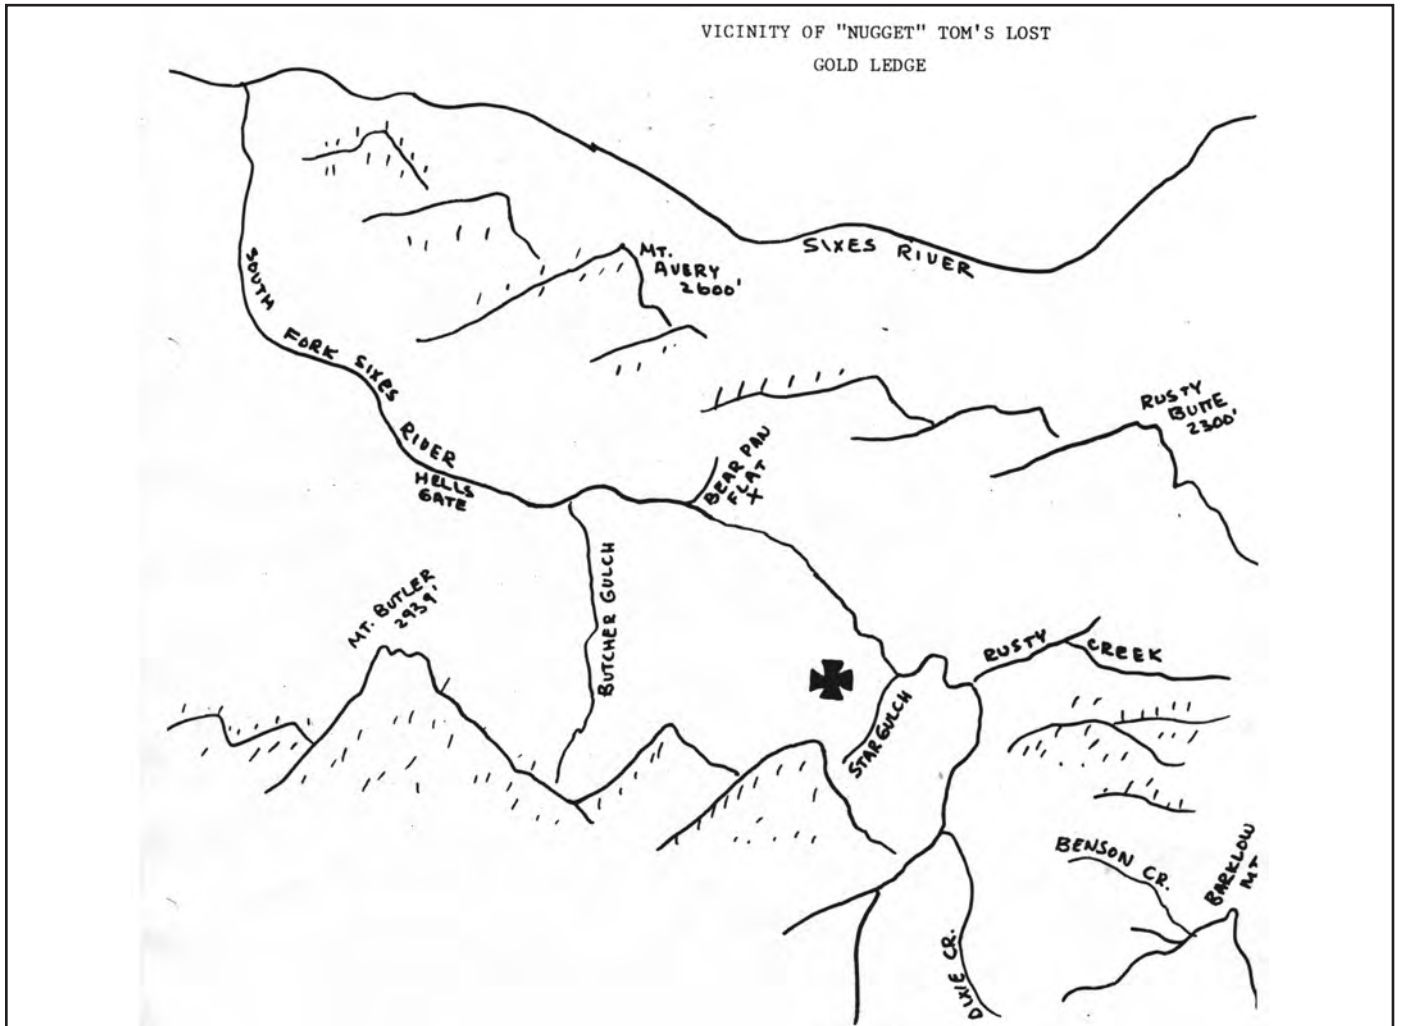 VICINITY OF "NUGGET" TOM'S LOST
GOLD LEDGE
SIXES RIVER
MT.
AVERY
2600'
SOUTH
FORK SIXES
RIVER
HELLS
GATE
RUSTY
BUTTE
2300'
BEAR PAN
FLAT
X
MT. BUTLER
2939'
BUTCHER GULCH
RUSTY
CREEK
STAR GULCH
BENSON CR.
BARKLOW
MT.
DIXIE CR.